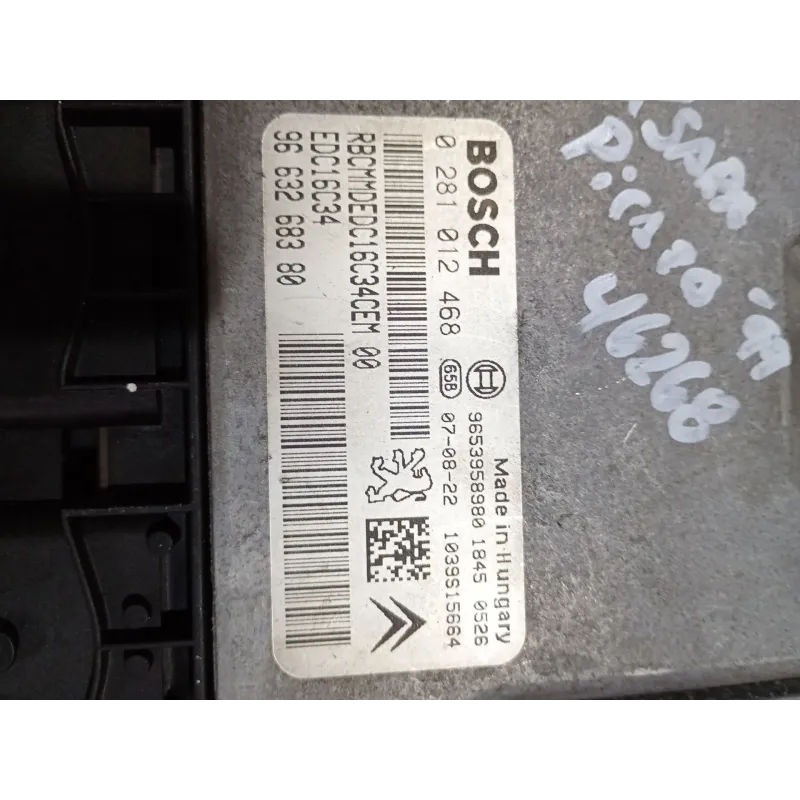 BOSCH
0 281 012 468
65B
9653958980 1845 0526
Made in Hungary
07-08-22 1039S15664
RBCMMDEDC16C34CEM 00
EDC16C34
96 632 683 80
PICASSO
46268